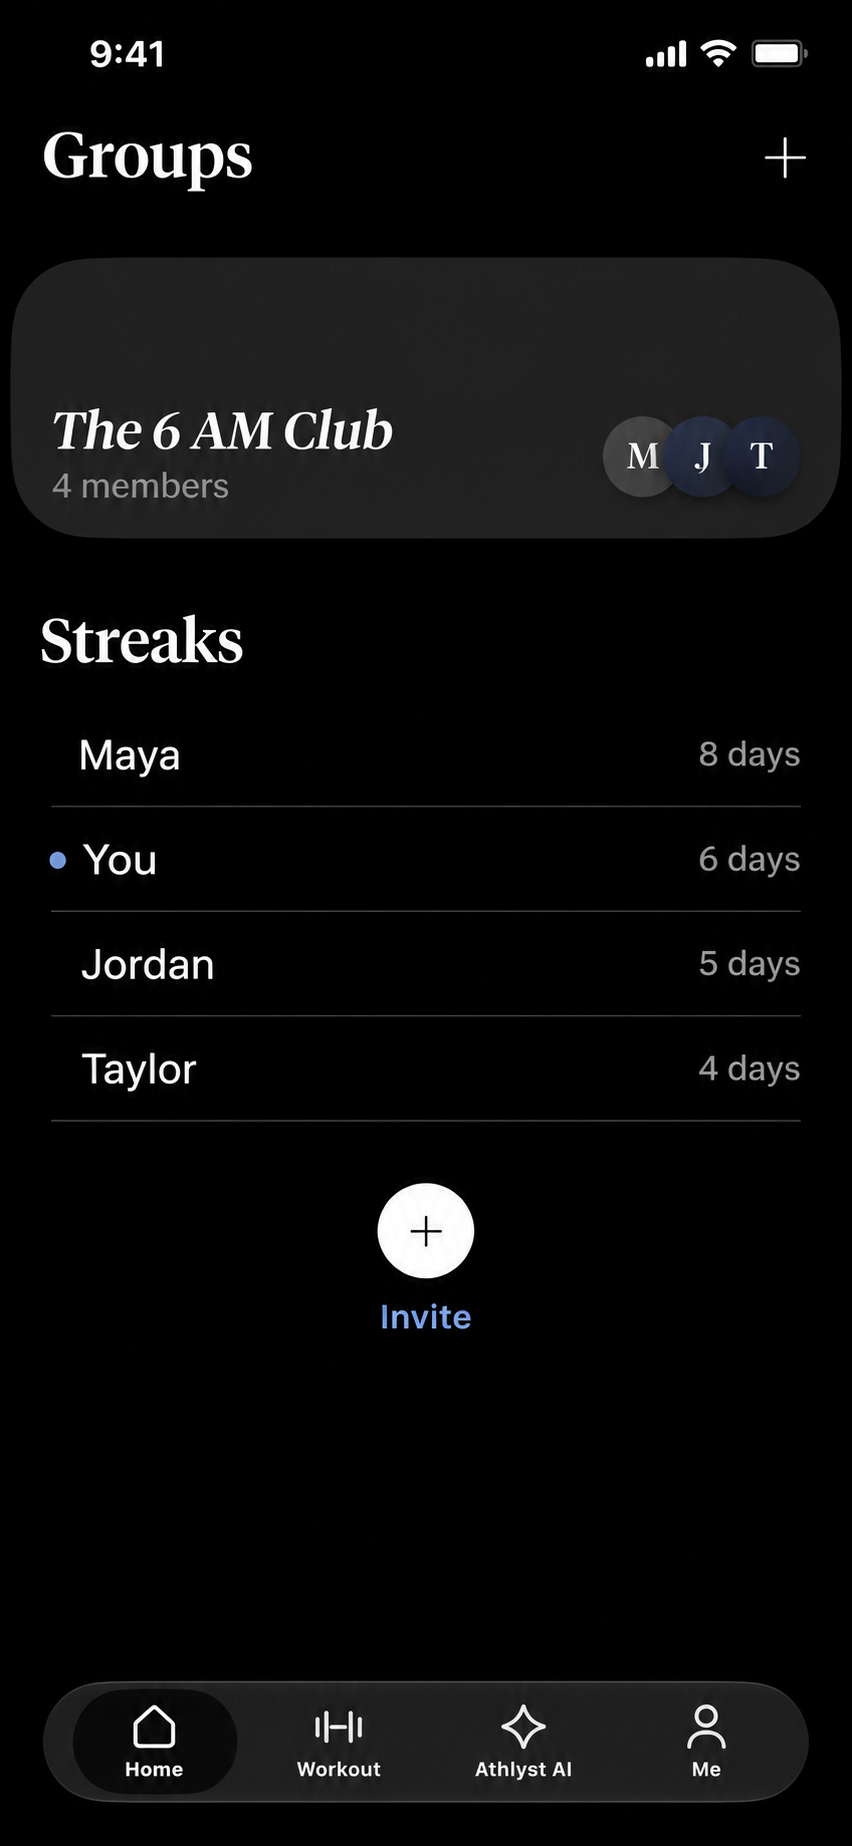 9:41
Groups
The 6 AM Club
4 members
M J T
Streaks
Maya 8 days
You 6 days
Jordan 5 days
Taylor 4 days
Invite
Home Workout Athlyst AI Me